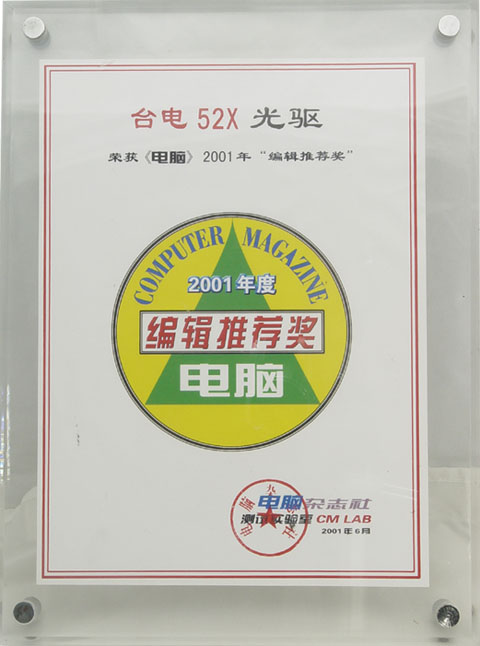 台电 52X 光驱
荣获《电脑》2001年“编辑推荐奖”
COMPUTER MAGAZINE
2001年度
编辑推荐奖
电脑
电脑杂志社
测试实验室 CM LAB
2001年6月